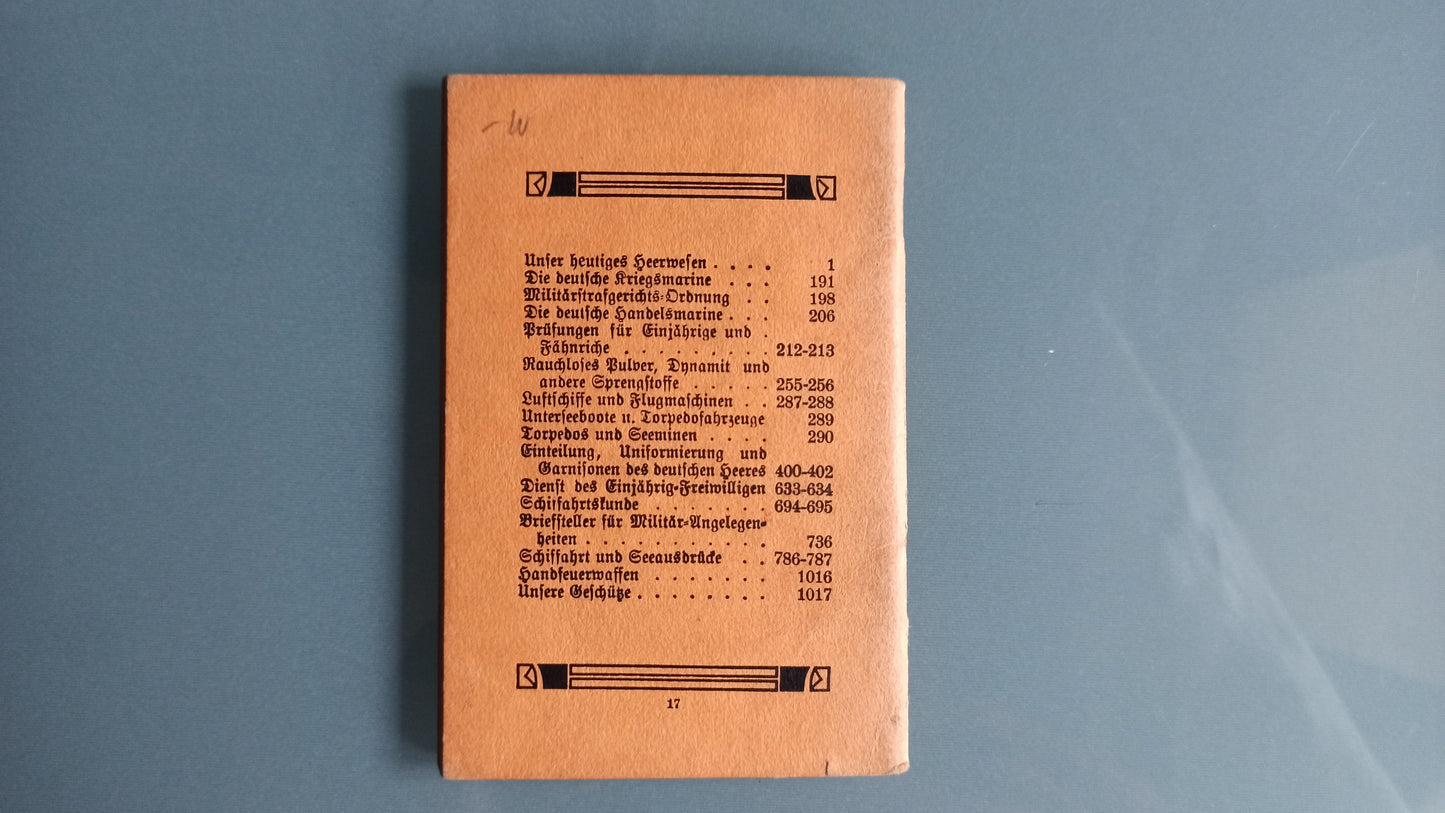 Unser heutiges Heerwesen . . . . 1
Die deutsche Kriegsmarine . . . 191
Militärstrafgerichts-Ordnung . . 198
Die deutsche Handelsmarine . . . 206
Prüfungen für Einjährige und .
Fähnriche . . . . . . . . . 212-213
Rauchloses Pulver, Dynamit und
andere Sprengstoffe . . . . . 255-256
Luftschiffe und Flugmaschinen . . 287-288
Unterseeboote u. Torpedofahrzeuge 289
Torpedos und Seeminen . . . . 290
Einteilung, Uniformierung und
Garnisonen des deutschen Heeres 400-402
Dienst des Einjährig-Freiwilligen 633-634
Schiffahrtskunde . . . . . . . 694-695
Briefsteller für Militär-Angelegen-
heiten . . . . . . . . . . . 736
Schiffahrt und Seeausdrücke . . 786-787
Handfeuerwaffen . . . . . . . 1016
Unsere Geschütze . . . . . . . . 1017
17